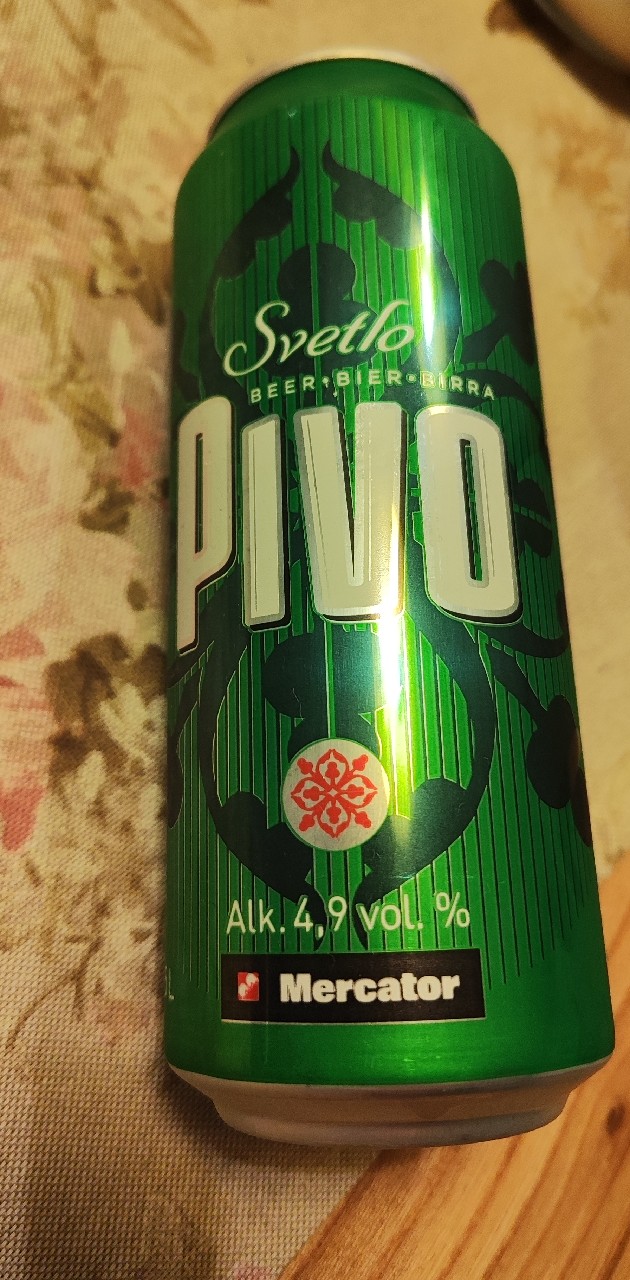 Svetlo
BEER•BIER•BIRRA
PIVO
Alk. 4,9 vol. %
Mercator